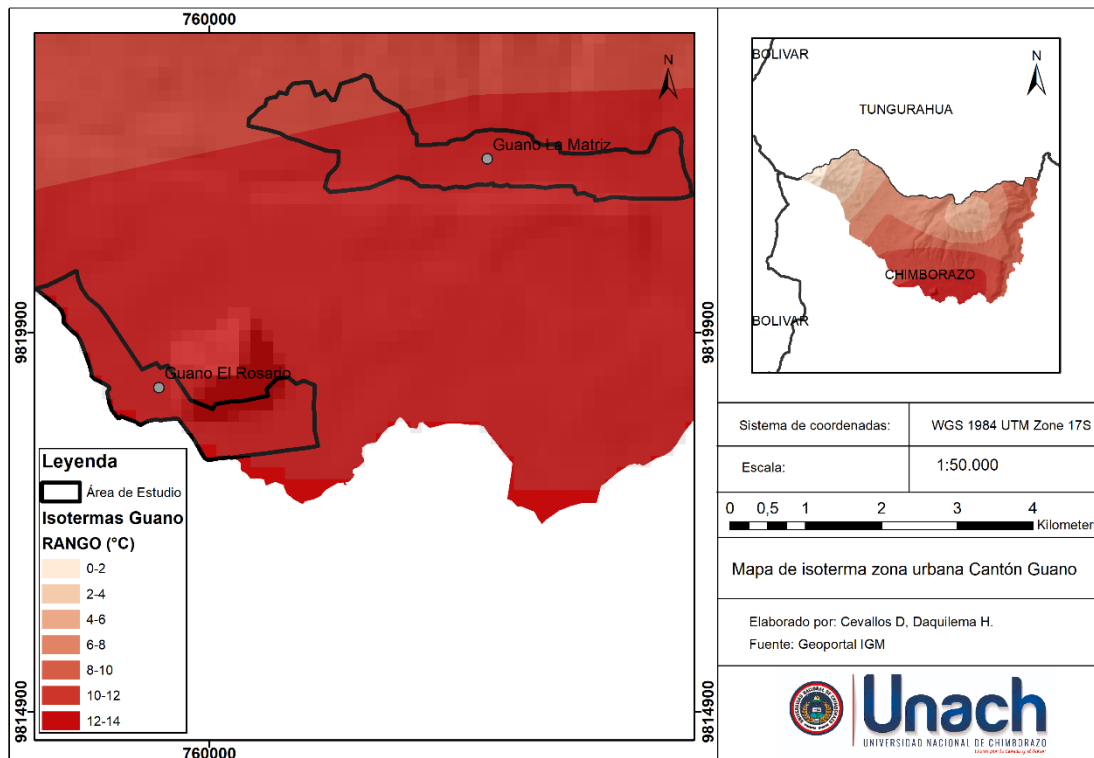 760000
N
Guano La Matriz
Guano El Rosario
9819900
9819900
9814900
9814900
760000
Leyenda
Área de Estudio
Isotermas Guano
RANGO (°C)
0-2
2-4
4-6
6-8
8-10
10-12
12-14
N
BOLIVAR
TUNGURAHUA
CHIMBORAZO
BOLIVAR
Sistema de coordenadas: WGS 1984 UTM Zone 17S
Escala: 1:50.000
0 0,5 1 2 3 4
Kilometers
Mapa de isoterma zona urbana Cantón Guano
Elaborado por: Cevallos D, Daquilema H.
Fuente: Geoportal IGM
Unach
UNIVERSIDAD NACIONAL DE CHIMBORAZO